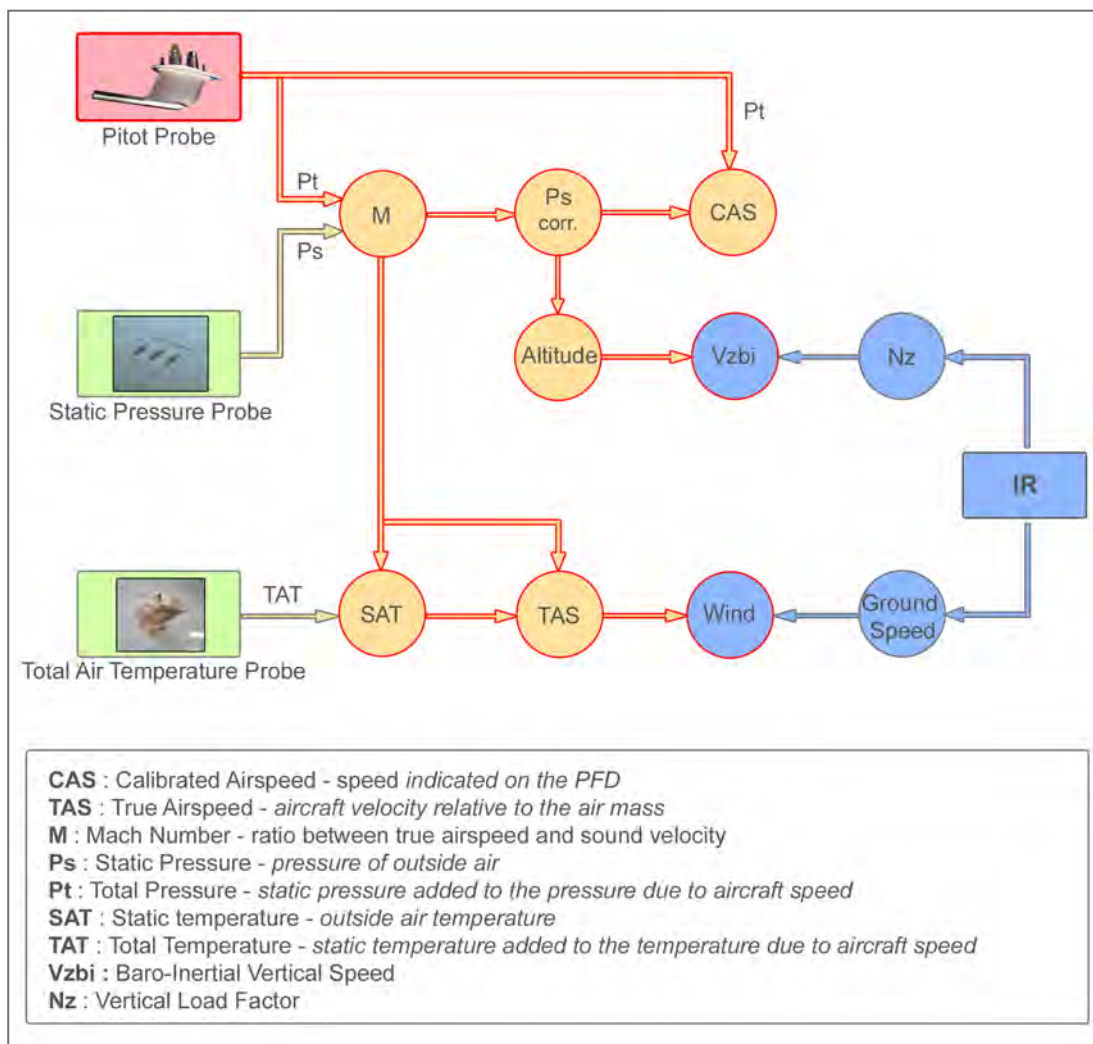 Pitot Probe
Pt
Pt
M
Ps
corr.
CAS
Ps
Static Pressure Probe
Altitude
Vzbi
Nz
IR
TAT
SAT
TAS
Wind
Ground
Speed
Total Air Temperature Probe
CAS : Calibrated Airspeed - speed indicated on the PFD
TAS : True Airspeed - aircraft velocity relative to the air mass
M : Mach Number - ratio between true airspeed and sound velocity
Ps : Static Pressure - pressure of outside air
Pt : Total Pressure - static pressure added to the pressure due to aircraft speed
SAT : Static temperature - outside air temperature
TAT : Total Temperature - static temperature added to the temperature due to aircraft speed
Vzbi : Baro-Inertial Vertical Speed
Nz : Vertical Load Factor